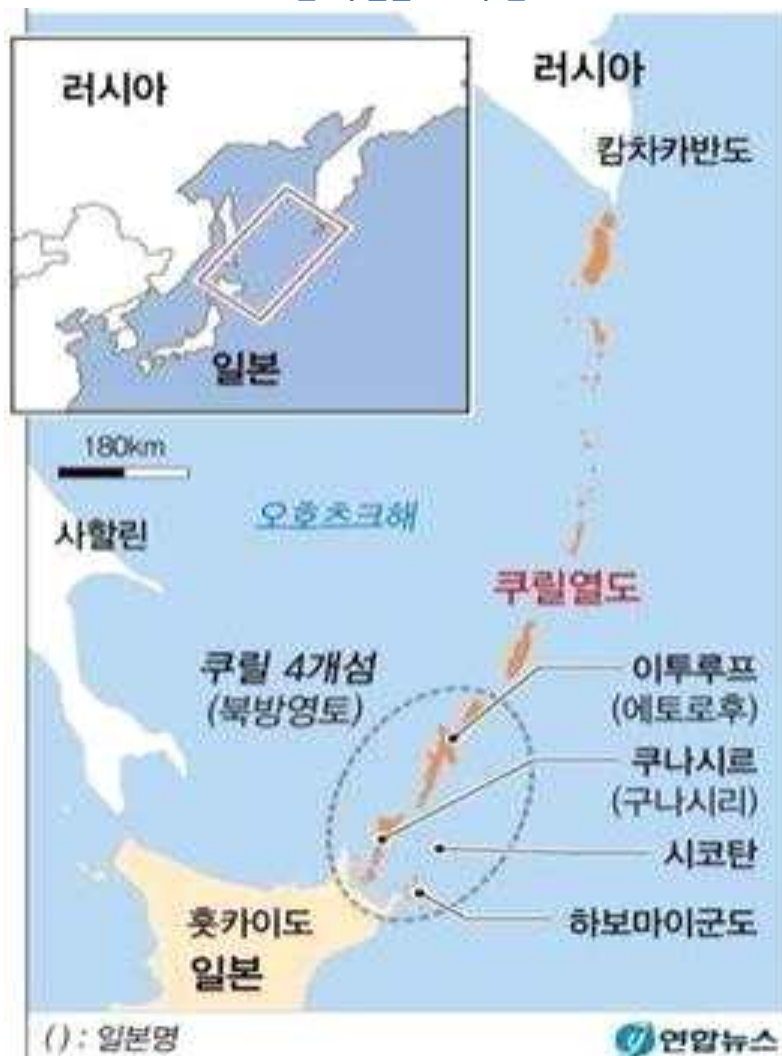 러시아
일본
러시아
캄차카반도
180km
사할린
오호츠크해
쿠릴열도
쿠릴 4개섬
(북방영토)
이투루프
(에토로후)
쿠나시르
(구나시리)
시코탄
하보마이군도
홋카이도
일본
( ) : 일본명
연합뉴스